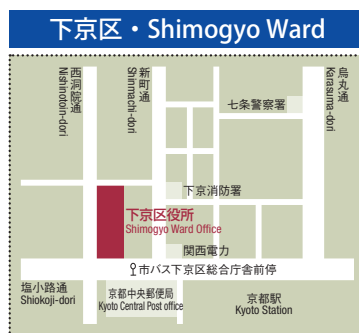 下京区・Shimogyo Ward
西洞院通
Nishinotoin-dori
新町通
Shinmachi-dori
烏丸通
Karasuma-dori
七条警察署
下京消防署
下京区役所
Shimogyo Ward Office
関西電力
市バス下京区総合庁舎前停
塩小路通
Shiokoji-dori
京都中央郵便局
Kyoto Central Post office
京都駅
Kyoto Station